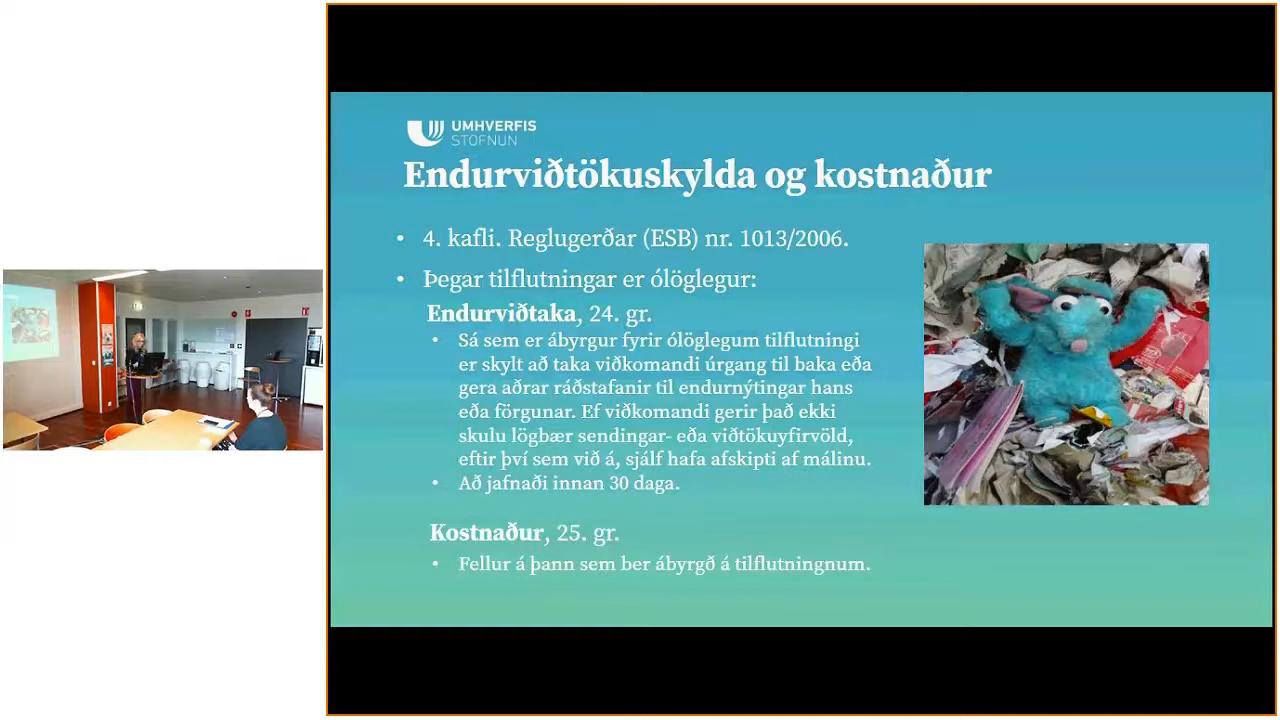 UMHVERFIS
STOFNUN
Endurviðtökuskylda og kostnaður
• 4. kafli. Reglugerðar (ESB) nr. 1013/2006.
• Þegar tilflutningar er ólöglegur:
Endurviðtaka, 24. gr.
• Sá sem er ábyrgur fyrir ólöglegum tilflutningi
er skylt að taka viðkomandi úrgang til baka eða
gera aðrar ráðstafanir til endurnýtingar hans
eða förgunar. Ef viðkomandi gerir það ekki
skulu lögbær sendingar- eða viðtökuyfirvöld,
eftir því sem við á, sjálf hafa afskipti af málinu.
• Að jafnaði innan 30 daga.
Kostnaður, 25. gr.
• Fellur á þann sem ber ábyrgð á tilflutningnum.